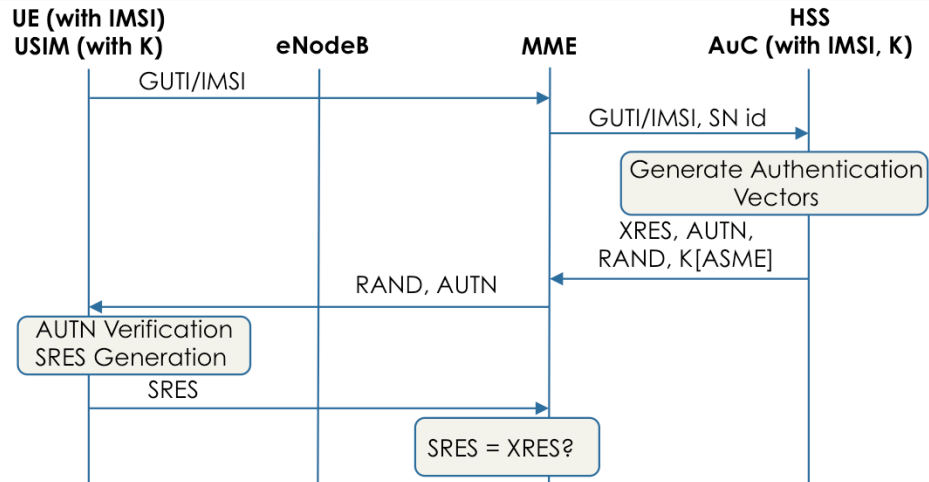 UE (with IMSI)
USIM (with K)
eNodeB
MME
HSS
AuC (with IMSI, K)
GUTI/IMSI
GUTI/IMSI, SN id
Generate Authentication
Vectors
XRES, AUTN,
RAND, K[ASME]
RAND, AUTN
AUTN Verification
SRES Generation
SRES
SRES = XRES?